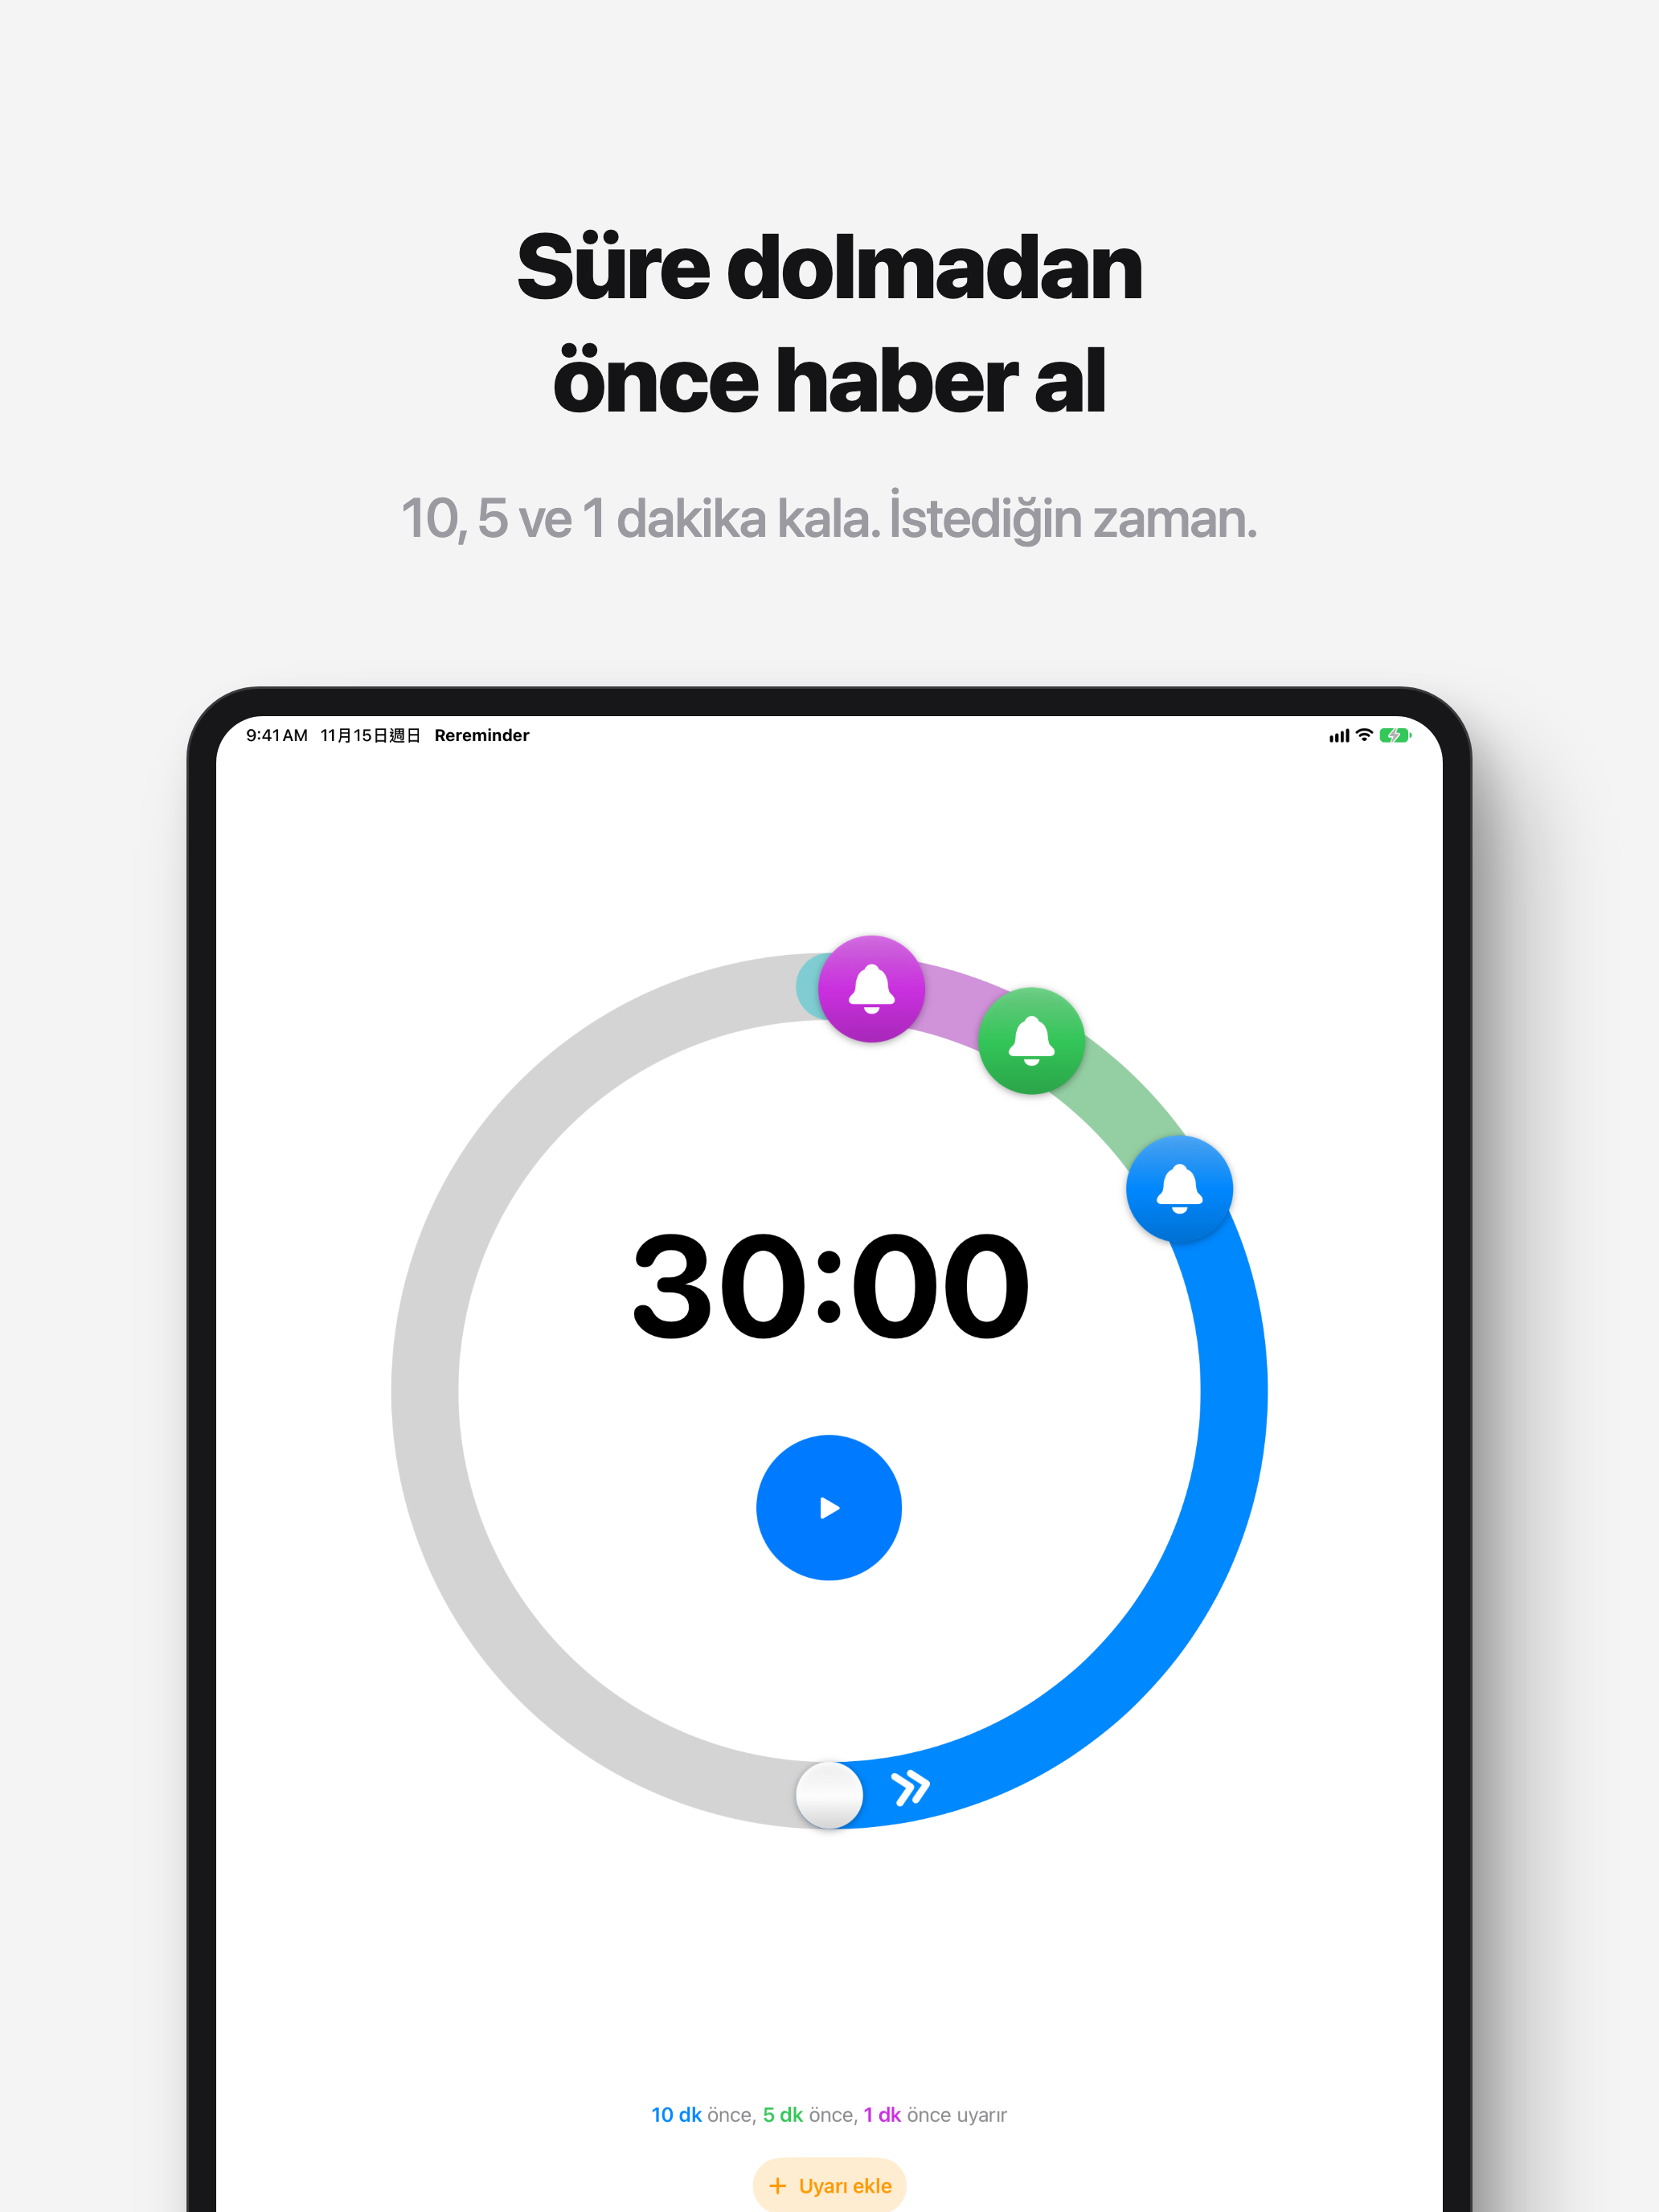 Süre dolmadan
önce haber al
10, 5 ve 1 dakika kala. İstediğin zaman.
9:41 AM 11月15日週日 Rereminder
30:00
10 dk önce, 5 dk önce, 1 dk önce uyarır
+ Uyarı ekle